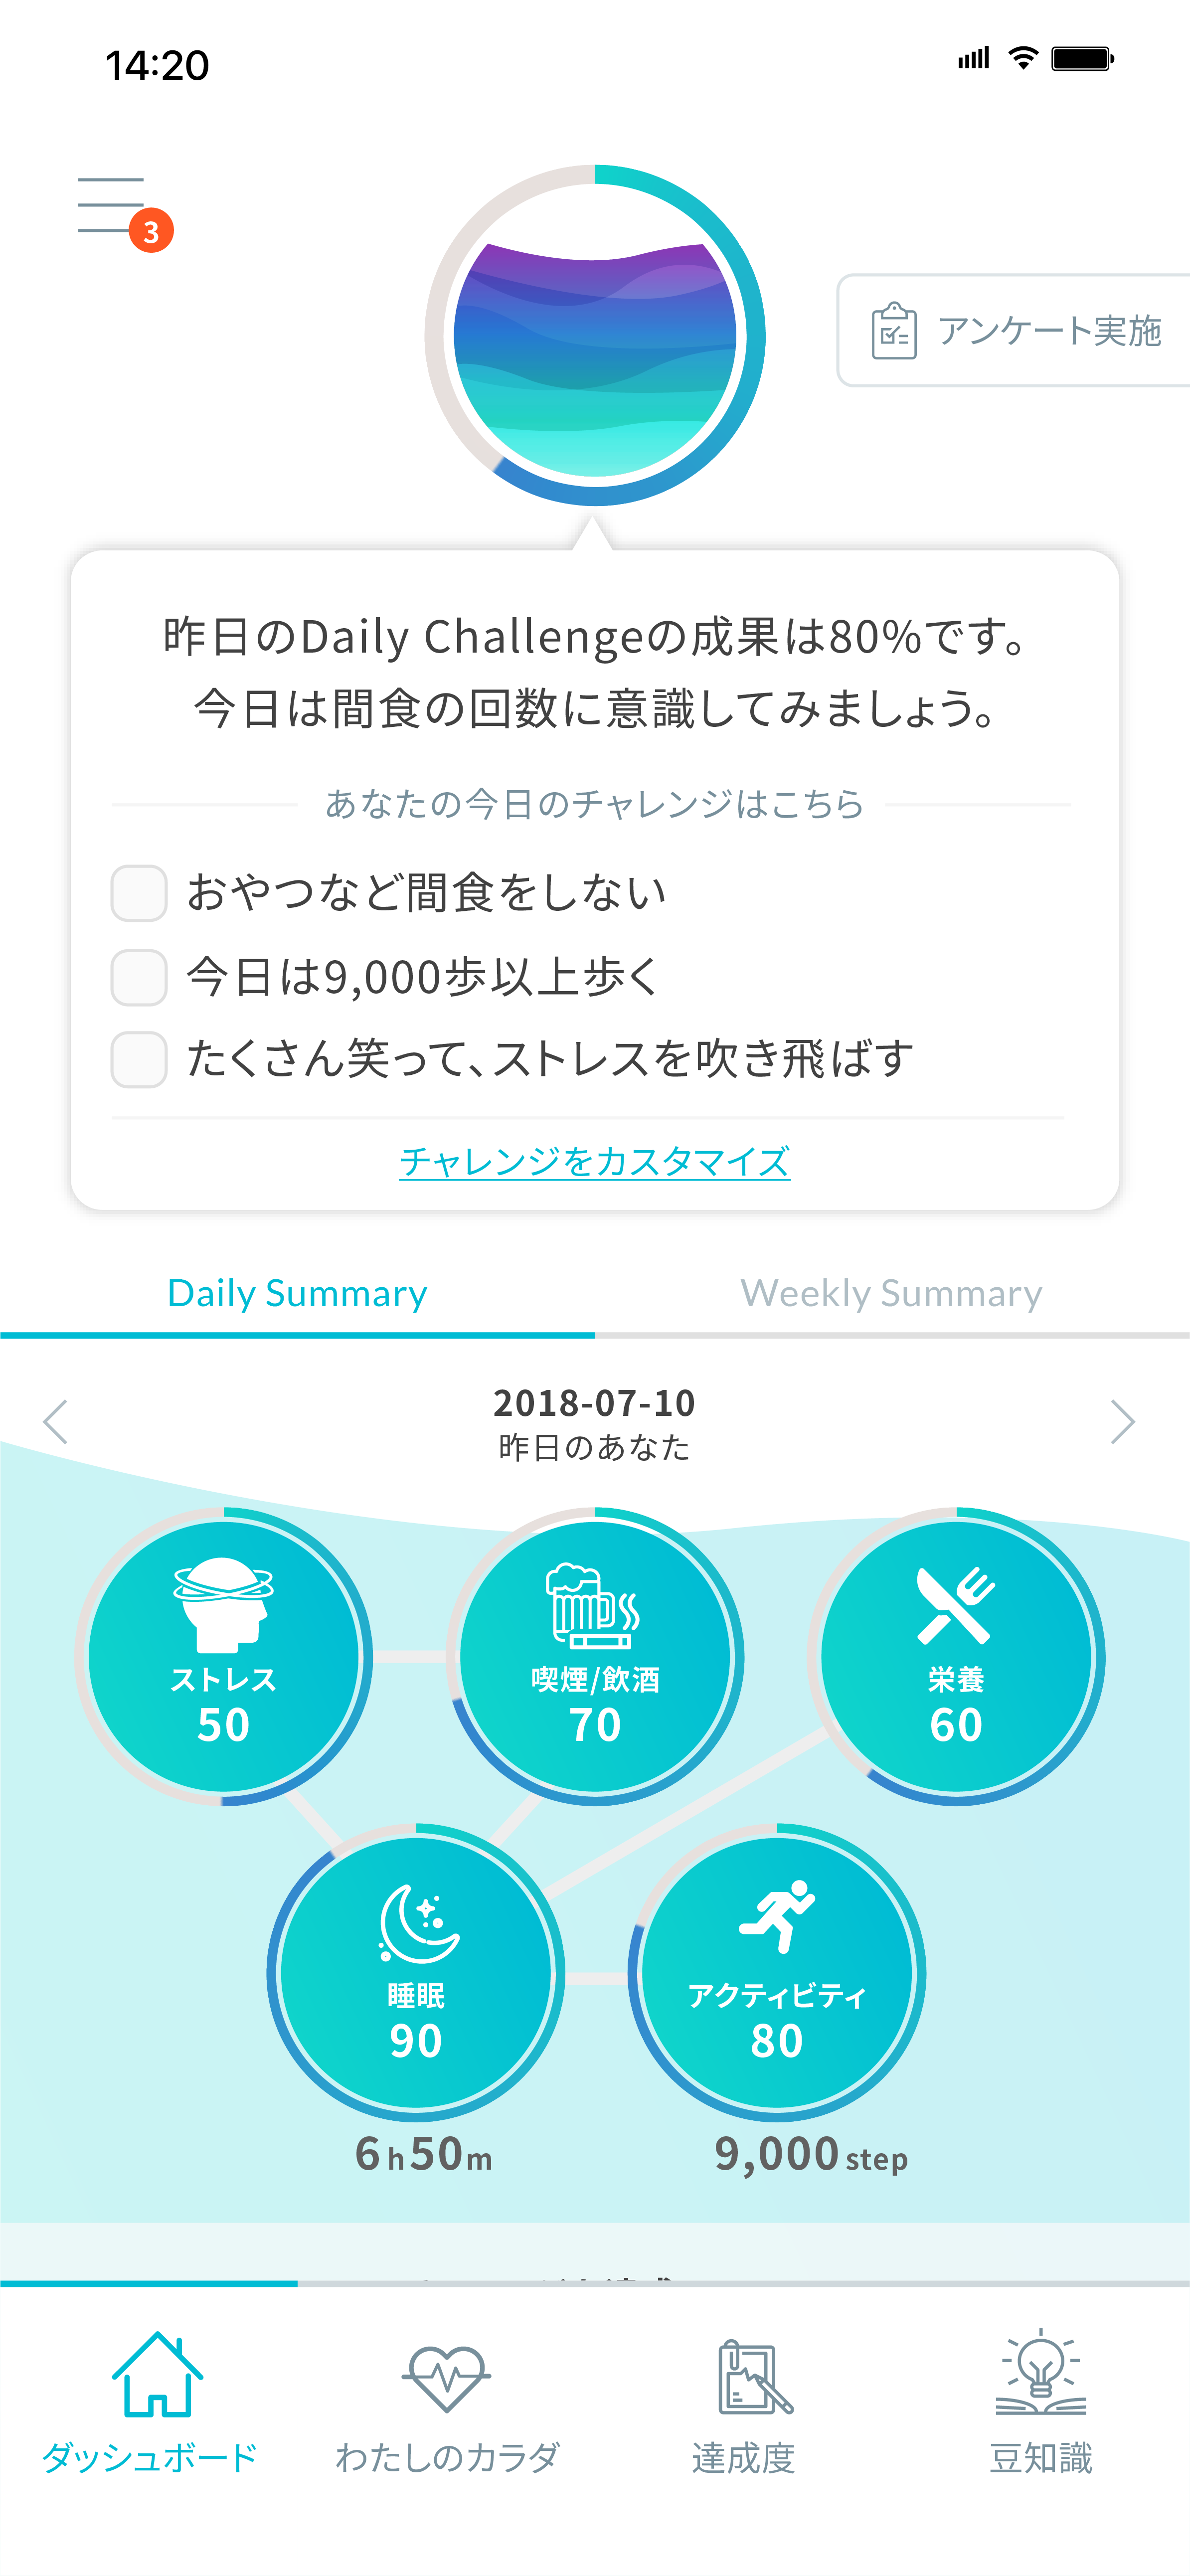 14:20
3
アンケート実施
昨日のDaily Challengeの成果は80%です。
今日は間食の回数に意識してみましょう。
あなたの今日のチャレンジはこちら
おやつなど間食をしない
今日は9,000歩以上歩く
たくさん笑って、ストレスを吹き飛ばす
チャレンジをカスタマイズ
Daily Summary
Weekly Summary
2018-07-10
昨日のあなた
ストレス
50
喫煙/飲酒
70
栄養
60
睡眠
90
アクティビティ
80
6h50m
9,000 step
ダッシュボード
わたしのカラダ
達成度
豆知識